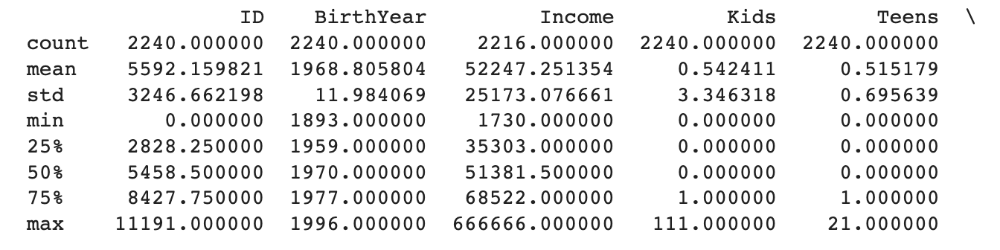 ID BirthYear Income Kids Teens \
count 2240.000000 2240.000000 2216.000000 2240.000000 2240.000000
mean 5592.159821 1968.805804 52247.251354 0.542411 0.515179
std 3246.662198 11.984069 25173.076661 3.346318 0.695639
min 0.000000 1893.000000 1730.000000 0.000000 0.000000
25% 2828.250000 1959.000000 35303.000000 0.000000 0.000000
50% 5458.500000 1970.000000 51381.500000 0.000000 0.000000
75% 8427.750000 1977.000000 68522.000000 1.000000 1.000000
max 11191.000000 1996.000000 666666.000000 111.000000 21.000000